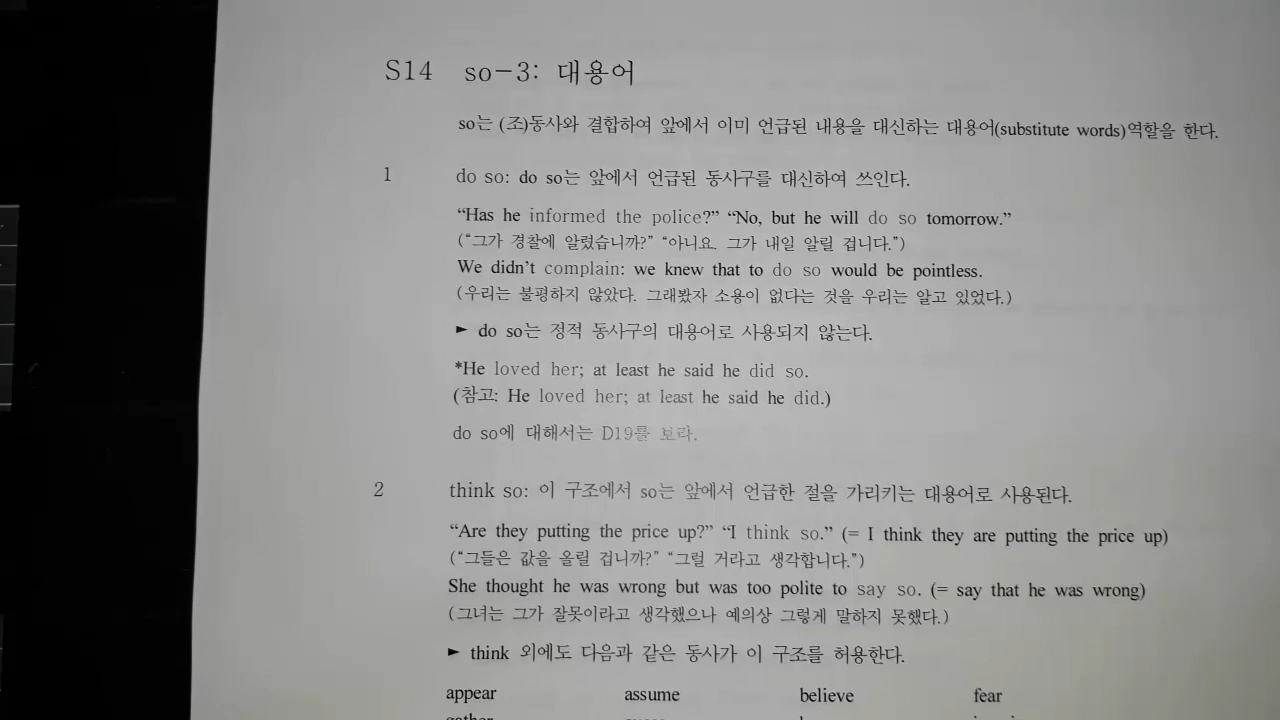 S14 so-3: 대용어
so는 (조)동사와 결합하여 앞에서 이미 언급된 내용을 대신하는 대용어(substitute words)역할을 한다.
1 do so: do so는 앞에서 언급된 동사구를 대신하여 쓰인다.
“Has he informed the police?” “No, but he will do so tomorrow.”
(“그가 경찰에 알렸습니까?” “아니요. 그가 내일 알릴 겁니다.”)
We didn’t complain: we knew that to do so would be pointless.
(우리는 불평하지 않았다. 그래봤자 소용이 없다는 것을 우리는 알고 있었다.)
► do so는 정적 동사구의 대용어로 사용되지 않는다.
*He loved her; at least he said he did so.
(참고: He loved her; at least he said he did.)
do so에 대해서는 D19를 보라.
2 think so: 이 구조에서 so는 앞에서 언급한 절을 가리키는 대용어로 사용된다.
“Are they putting the price up?” “I think so.” (= I think they are putting the price up)
(“그들은 값을 올릴 겁니까?” “그럴 거라고 생각합니다.”)
She thought he was wrong but was too polite to say so. (= say that he was wrong)
(그녀는 그가 잘못이라고 생각했으나 예의상 그렇게 말하지 못했다.)
► think 외에도 다음과 같은 동사가 이 구조를 허용한다.
appear assume believe fear